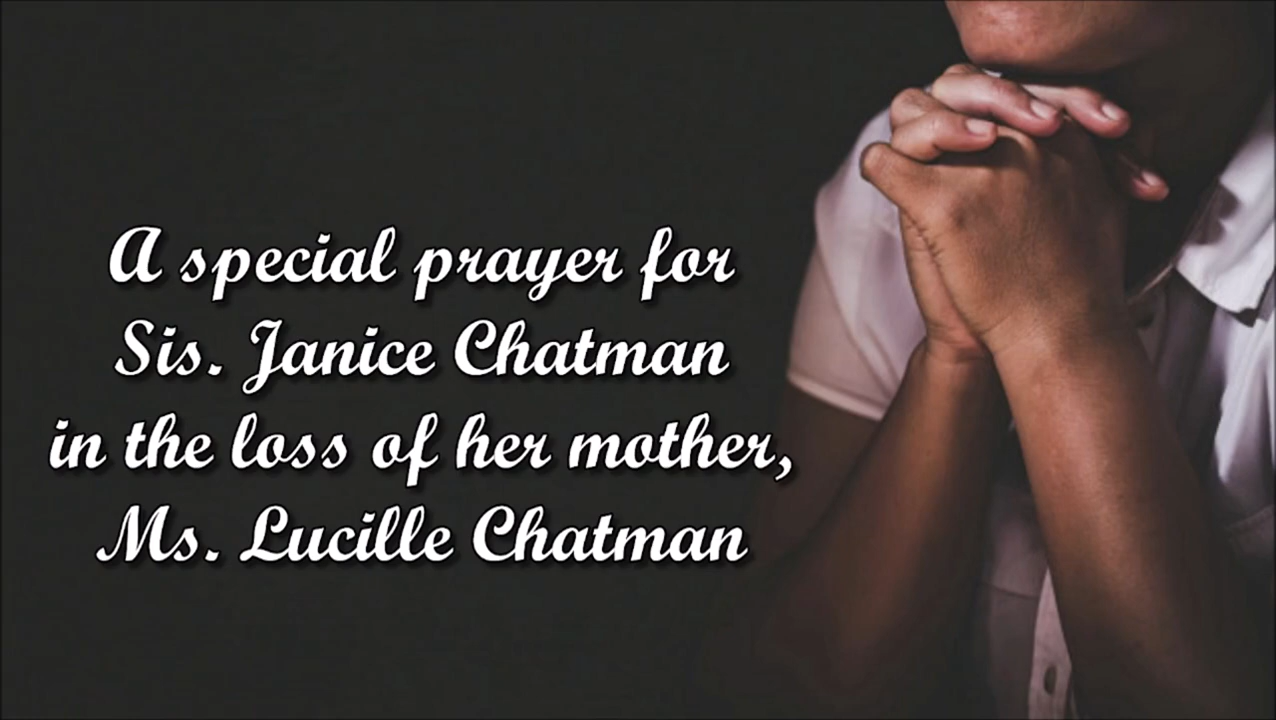 A special prayer for
Sis. Janice Chatman
in the loss of her mother,
Ms. Lucille Chatman